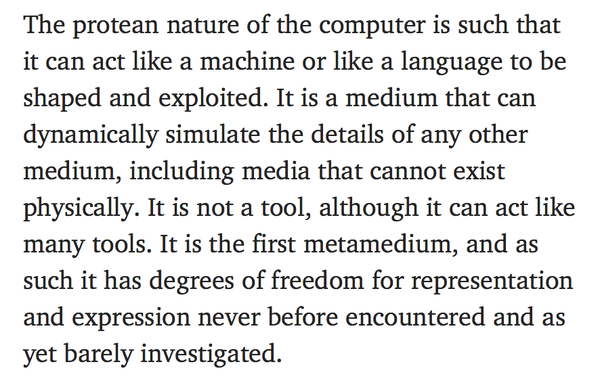 The protean nature of the computer is such that
it can act like a machine or like a language to be
shaped and exploited. It is a medium that can
dynamically simulate the details of any other
medium, including media that cannot exist
physically. It is not a tool, although it can act like
many tools. It is the first metamedium, and as
such it has degrees of freedom for representation
and expression never before encountered and as
yet barely investigated.